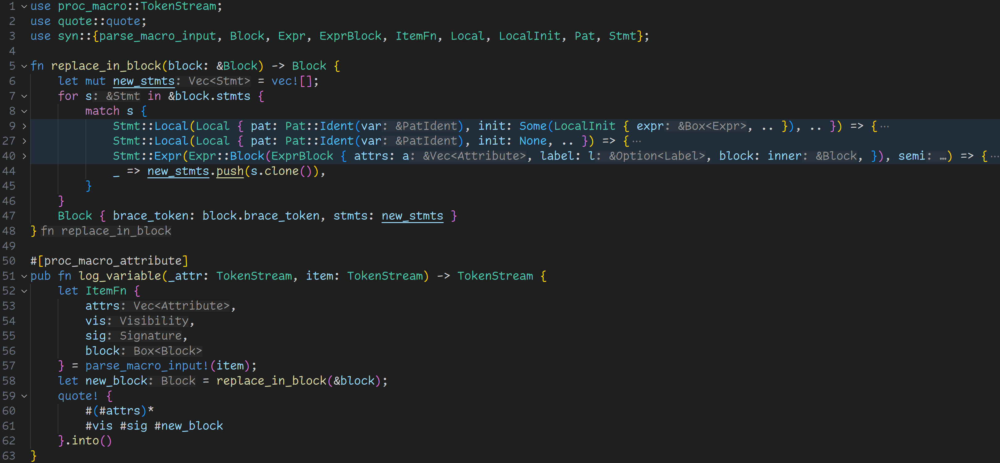 1 use proc_macro::TokenStream;
2 use quote::quote;
3 use syn::{parse_macro_input, Block, Expr, ExprBlock, ItemFn, Local, LocalInit, Pat, Stmt};
4
5 fn replace_in_block(block: &Block) -> Block {
6     let mut new_stmts: Vec<Stmt> = vec![];
7     for s: &Stmt in &block.stmts {
8         match s {
9             Stmt::Local(Local { pat: Pat::Ident(var: &PatIdent), init: Some(LocalInit { expr: &Box<Expr>, .. }), .. }) => {⋯
27             Stmt::Local(Local { pat: Pat::Ident(var: &PatIdent), init: None, .. }) => {⋯
40             Stmt::Expr(Expr::Block(ExprBlock { attrs: a: &Vec<Attribute>, label: l: &Option<Label>, block: inner: &Block, }), semi: …) => {⋯
44             _ => new_stmts.push(s.clone()),
45         }
46     }
47     Block { brace_token: block.brace_token, stmts: new_stmts }
48 } fn replace_in_block
49
50 #[proc_macro_attribute]
51 pub fn log_variable(_attr: TokenStream, item: TokenStream) -> TokenStream {
52     let ItemFn {
53         attrs: Vec<Attribute>,
54         vis: Visibility,
55         sig: Signature,
56         block: Box<Block>
57     } = parse_macro_input!(item);
58     let new_block: Block = replace_in_block(&block);
59     quote! {
60         #(#attrs)*
61         #vis #sig #new_block
62     }.into()
63 }